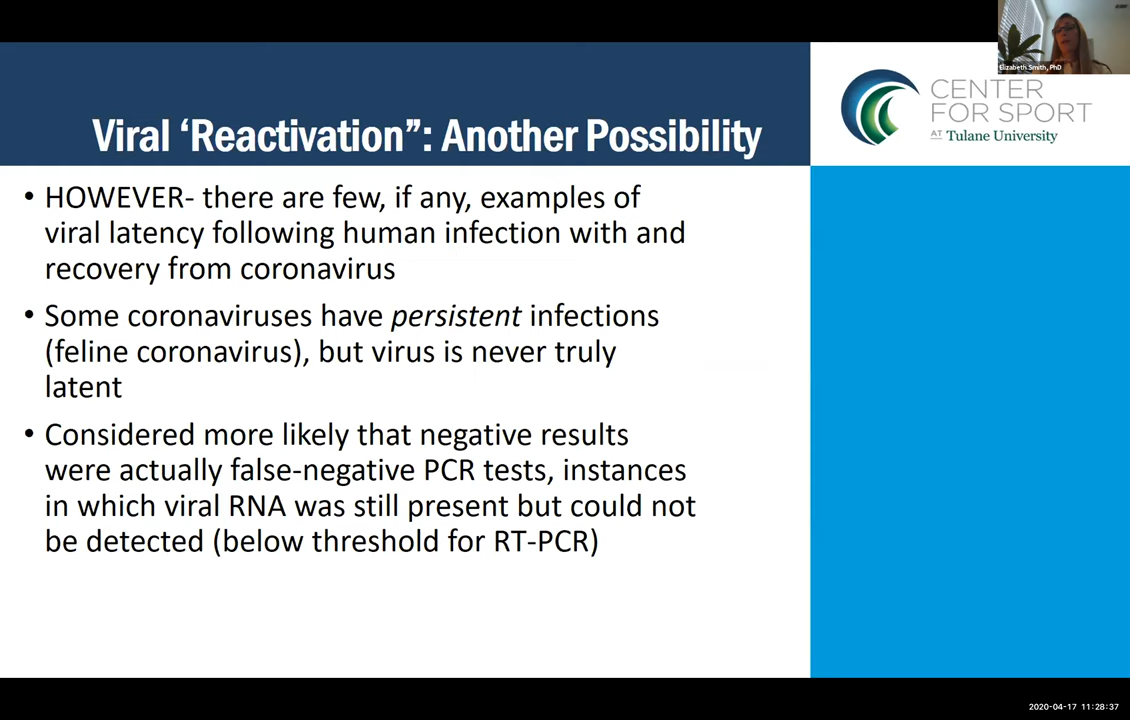 Elizabeth Smith, PhD
Viral ‘Reactivation”: Another Possibility
CENTER
FOR SPORT
AT Tulane University
• HOWEVER- there are few, if any, examples of
viral latency following human infection with and
recovery from coronavirus
• Some coronaviruses have persistent infections
(feline coronavirus), but virus is never truly
latent
• Considered more likely that negative results
were actually false-negative PCR tests, instances
in which viral RNA was still present but could not
be detected (below threshold for RT-PCR)
2020-04-17 11:28:37